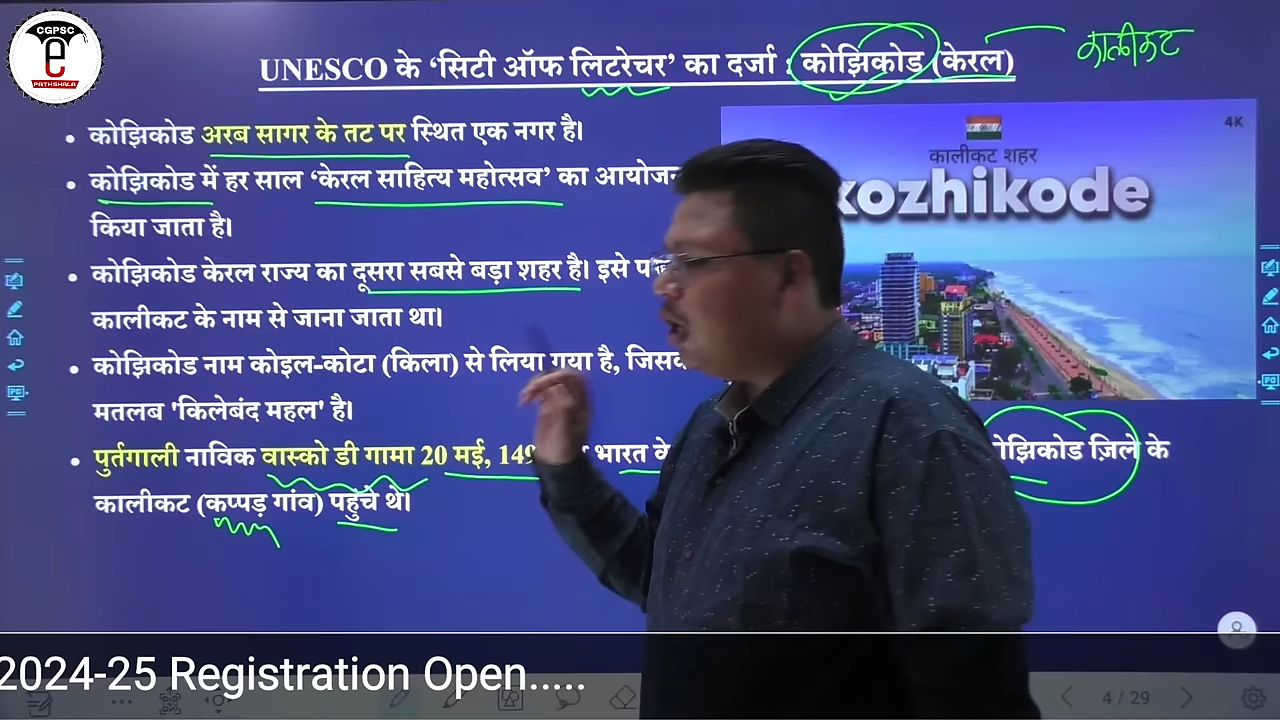 CGPSC
e
PATHSHALA
UNESCO के ‘सिटी ऑफ लिटरेचर’ का दर्जा : कोझिकोड (केरल)
कालीकट
• कोझिकोड अरब सागर के तट पर स्थित एक नगर है।
• कोझिकोड में हर साल ‘केरल साहित्य महोत्सव’ का आयोजन
किया जाता है।
• कोझिकोड केरल राज्य का दूसरा सबसे बड़ा शहर है। इसे
कालीकट के नाम से जाना जाता था।
• कोझिकोड नाम कोइल-कोटा (किला) से लिया गया है,
मतलब 'किलेबंद महल' है।
• पुर्तगाली नाविक वास्को डी गामा 20 मई, भारत के ज़िले के
कालीकट (कप्पड़ गांव) पहुंचे थे।
4K
कालीकट शहर
kozhikode
2024-25 Registration Open.....
4 / 29